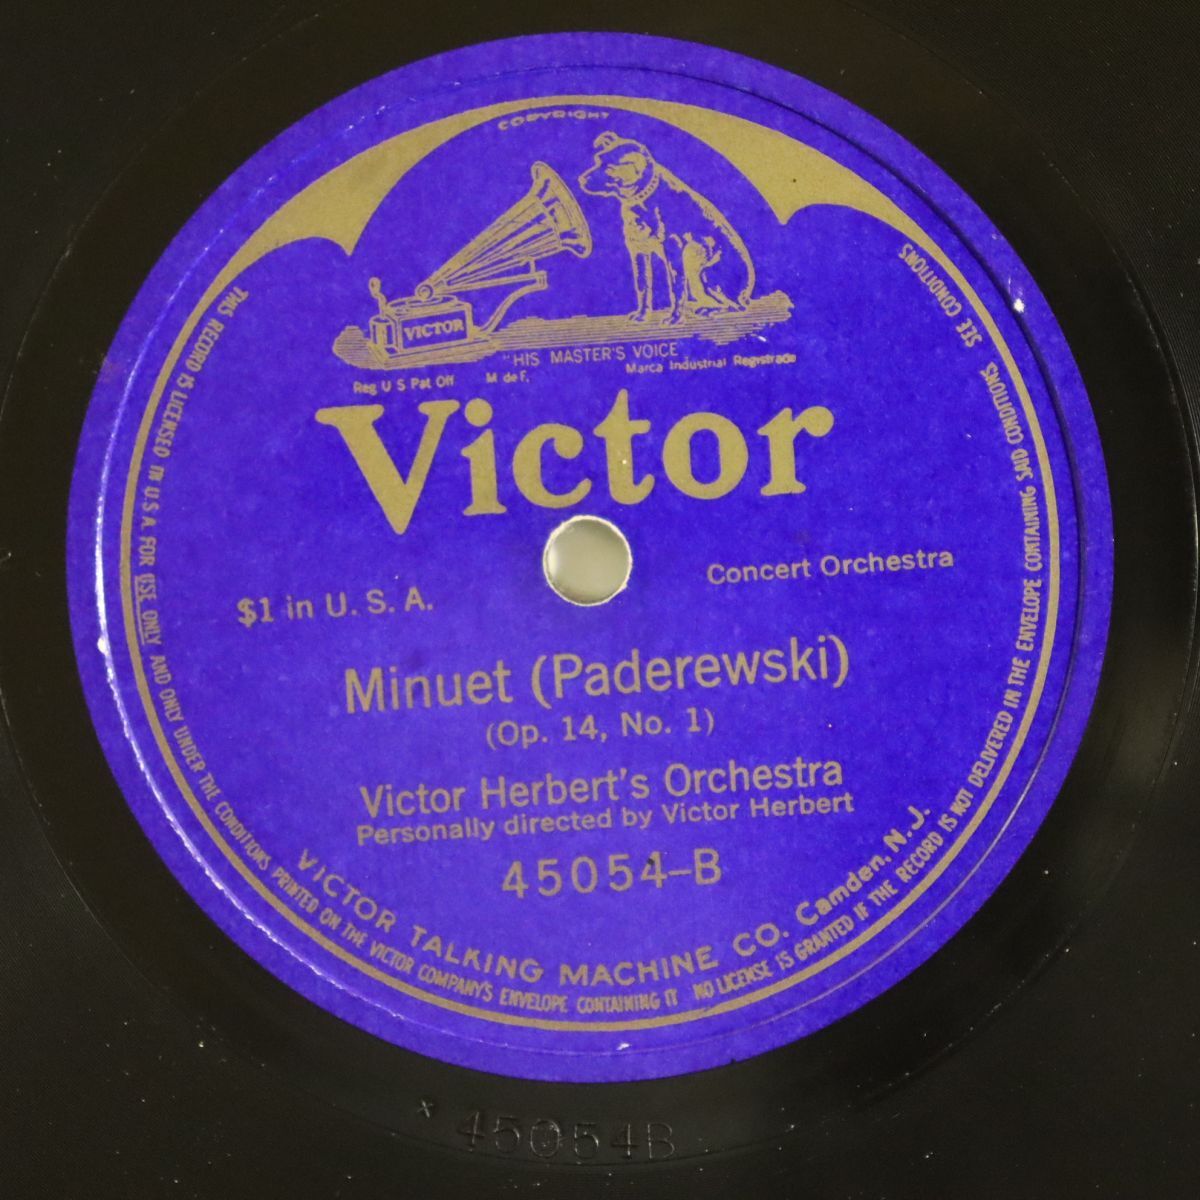 COPYRIGHT
VICTOR
"HIS MASTER'S VOICE"
Reg U S Pat Off M de F. Marca Industrial Registrada
Victor
$1 in U. S. A.
Concert Orchestra
Minuet (Paderewski)
(Op. 14, No. 1)
Victor Herbert's Orchestra
Personally directed by Victor Herbert
45054-B
VICTOR TALKING MACHINE CO. Camden, N. J.
THIS RECORD IS LICENSED IN U S A FOR USE ONLY AND ONLY UNDER THE CONDITIONS PRINTED ON THE VICTOR COMPANY'S ENVELOPE CONTAINING IT NO LICENSE IS GRANTED IF THE RECORD IS NOT DELIVERED IN THE ENVELOPE CONTAINING SAID CONDITIONS SEE CONDITIONS
45054B